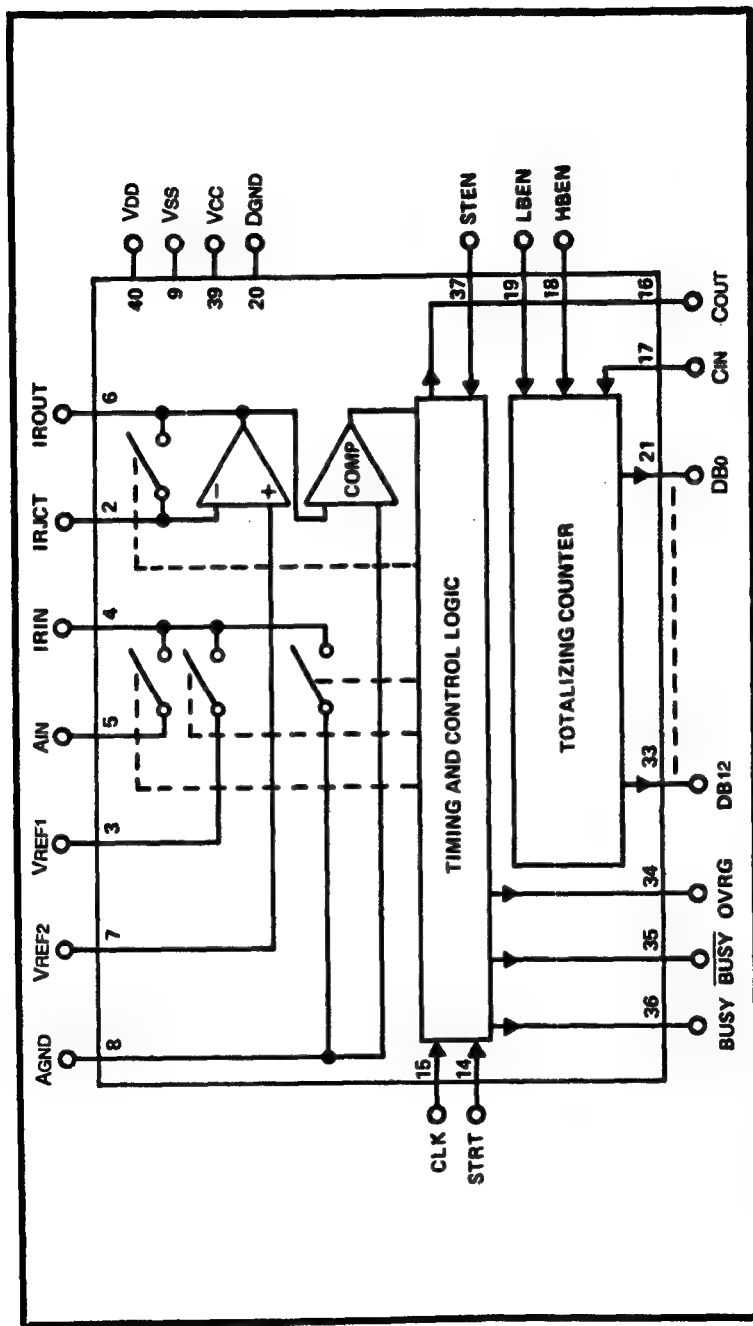 AGND VREF2 VREF1 AIN IRIN IRJCT IROUT
8 7 3 5 4 2 6
40 VDD
9 VSS
39 VCC
20 DGND
−
+
COMP
CLK 15
STRT 14
TIMING AND CONTROL LOGIC
37 STEN
TOTALIZING COUNTER
19 LBEN
18 HBEN
36 35 34 33 21 17 16
BUSY B̅U̅S̅Y̅ OVRG DB12 DB0 CIN COUT